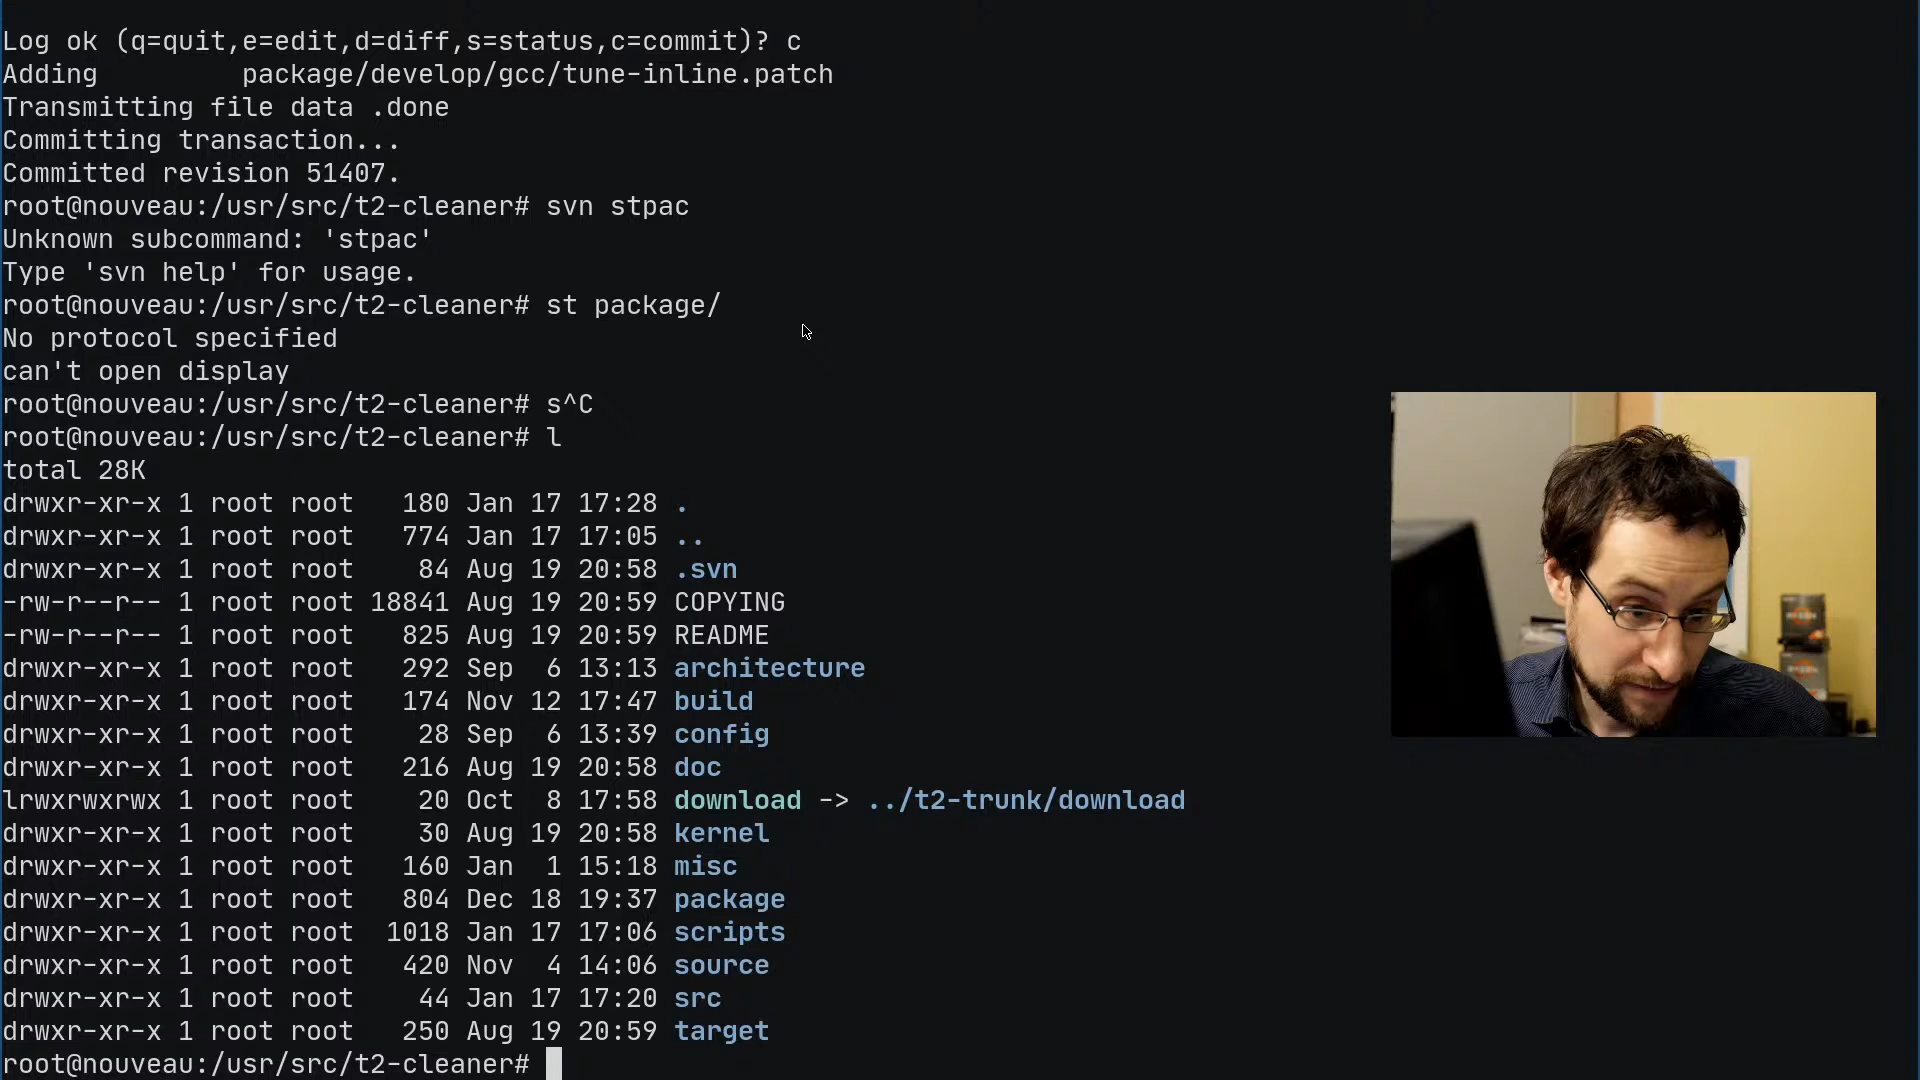 Log ok (q=quit,e=edit,d=diff,s=status,c=commit)? c
Adding         package/develop/gcc/tune-inline.patch
Transmitting file data .done
Committing transaction...
Committed revision 51407.
root@nouveau:/usr/src/t2-cleaner# svn stpac
Unknown subcommand: 'stpac'
Type 'svn help' for usage.
root@nouveau:/usr/src/t2-cleaner# st package/
No protocol specified
can't open display
root@nouveau:/usr/src/t2-cleaner# s^C
root@nouveau:/usr/src/t2-cleaner# l
total 28K
drwxr-xr-x 1 root root   180 Jan 17 17:28 .
drwxr-xr-x 1 root root   774 Jan 17 17:05 ..
drwxr-xr-x 1 root root    84 Aug 19 20:58 .svn
-rw-r--r-- 1 root root 18841 Aug 19 20:59 COPYING
-rw-r--r-- 1 root root   825 Aug 19 20:59 README
drwxr-xr-x 1 root root   292 Sep  6 13:13 architecture
drwxr-xr-x 1 root root   174 Nov 12 17:47 build
drwxr-xr-x 1 root root    28 Sep  6 13:39 config
drwxr-xr-x 1 root root   216 Aug 19 20:58 doc
lrwxrwxrwx 1 root root    20 Oct  8 17:58 download -> ../t2-trunk/download
drwxr-xr-x 1 root root    30 Aug 19 20:58 kernel
drwxr-xr-x 1 root root   160 Jan  1 15:18 misc
drwxr-xr-x 1 root root   804 Dec 18 19:37 package
drwxr-xr-x 1 root root  1018 Jan 17 17:06 scripts
drwxr-xr-x 1 root root   420 Nov  4 14:06 source
drwxr-xr-x 1 root root    44 Jan 17 17:20 src
drwxr-xr-x 1 root root   250 Aug 19 20:59 target
root@nouveau:/usr/src/t2-cleaner#